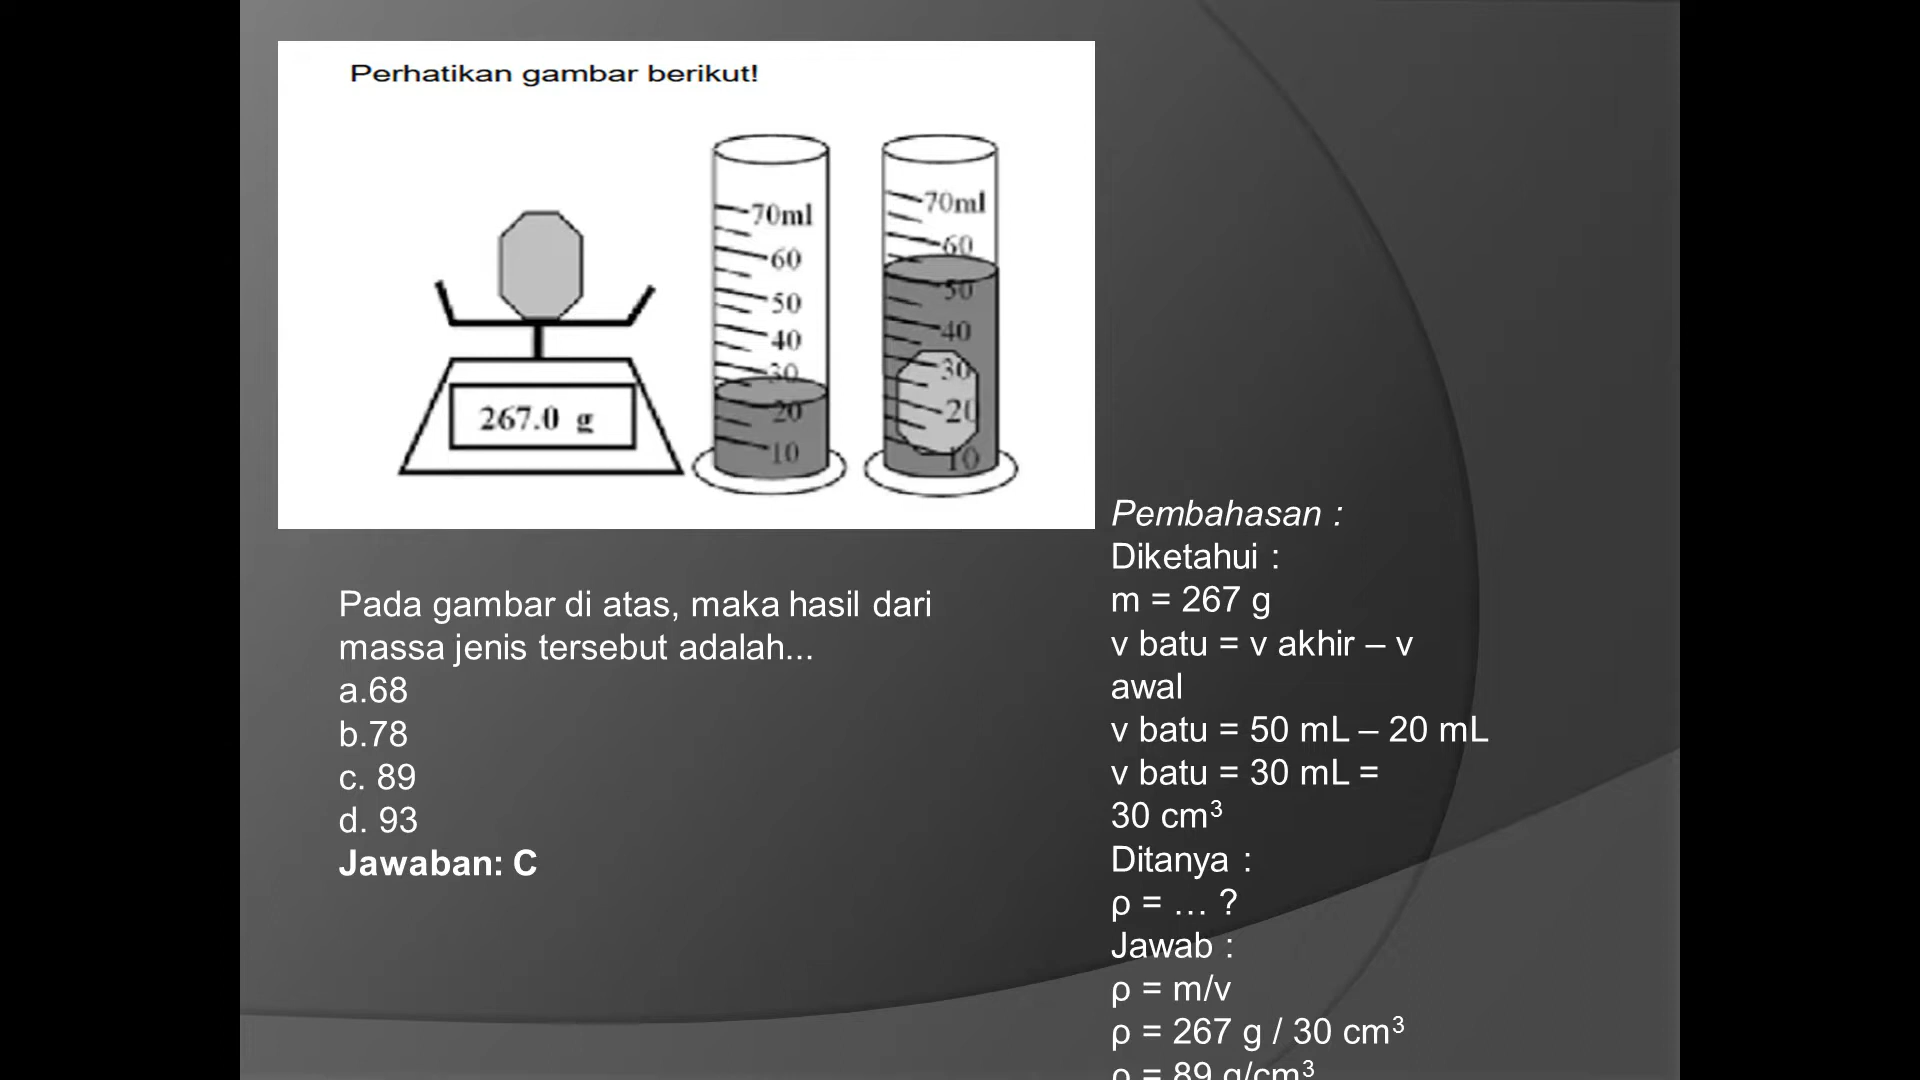 Perhatikan gambar berikut!
267.0 g
70ml
60
50
40
30
20
10
70ml
60
50
40
30
20
10
Pada gambar di atas, maka hasil dari
massa jenis tersebut adalah...
a.68
b.78
c. 89
d. 93
Jawaban: C
Pembahasan :
Diketahui :
m = 267 g
v batu = v akhir – v
awal
v batu = 50 mL – 20 mL
v batu = 30 mL =
30 cm³
Ditanya :
ρ = … ?
Jawab :
ρ = m/v
ρ = 267 g / 30 cm³
ρ = 89 g/cm³